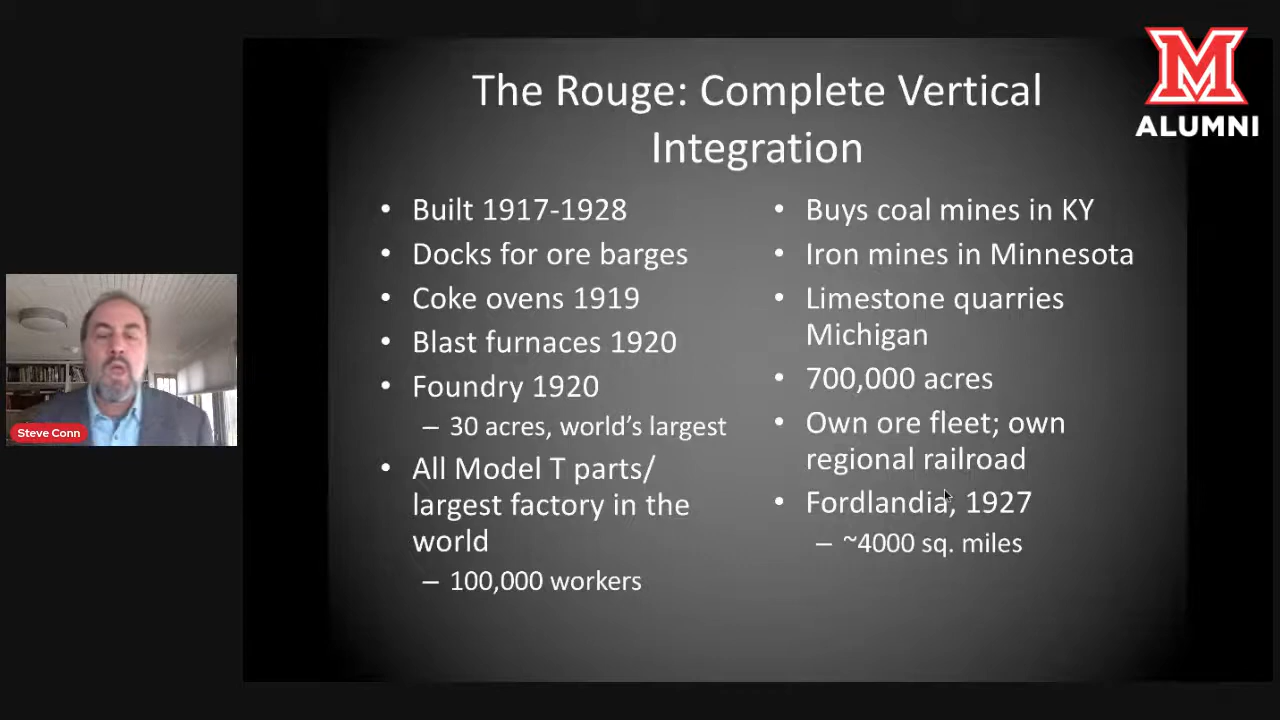 The Rouge: Complete Vertical
Integration
• Built 1917-1928
• Docks for ore barges
• Coke ovens 1919
• Blast furnaces 1920
• Foundry 1920
– 30 acres, world’s largest
• All Model T parts/
largest factory in the
world
– 100,000 workers
• Buys coal mines in KY
• Iron mines in Minnesota
• Limestone quarries
Michigan
• 700,000 acres
• Own ore fleet; own
regional railroad
• Fordlandia, 1927
– ~4000 sq. miles
M
ALUMNI
Steve Conn